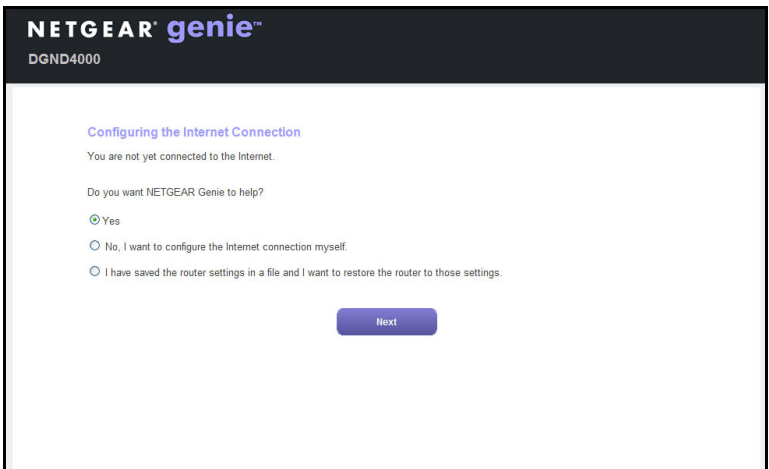 NETGEAR® genie™
DGND4000
Configuring the Internet Connection
You are not yet connected to the Internet.
Do you want NETGEAR Genie to help?
Yes
No, I want to configure the Internet connection myself.
I have saved the router settings in a file and I want to restore the router to those settings.
Next